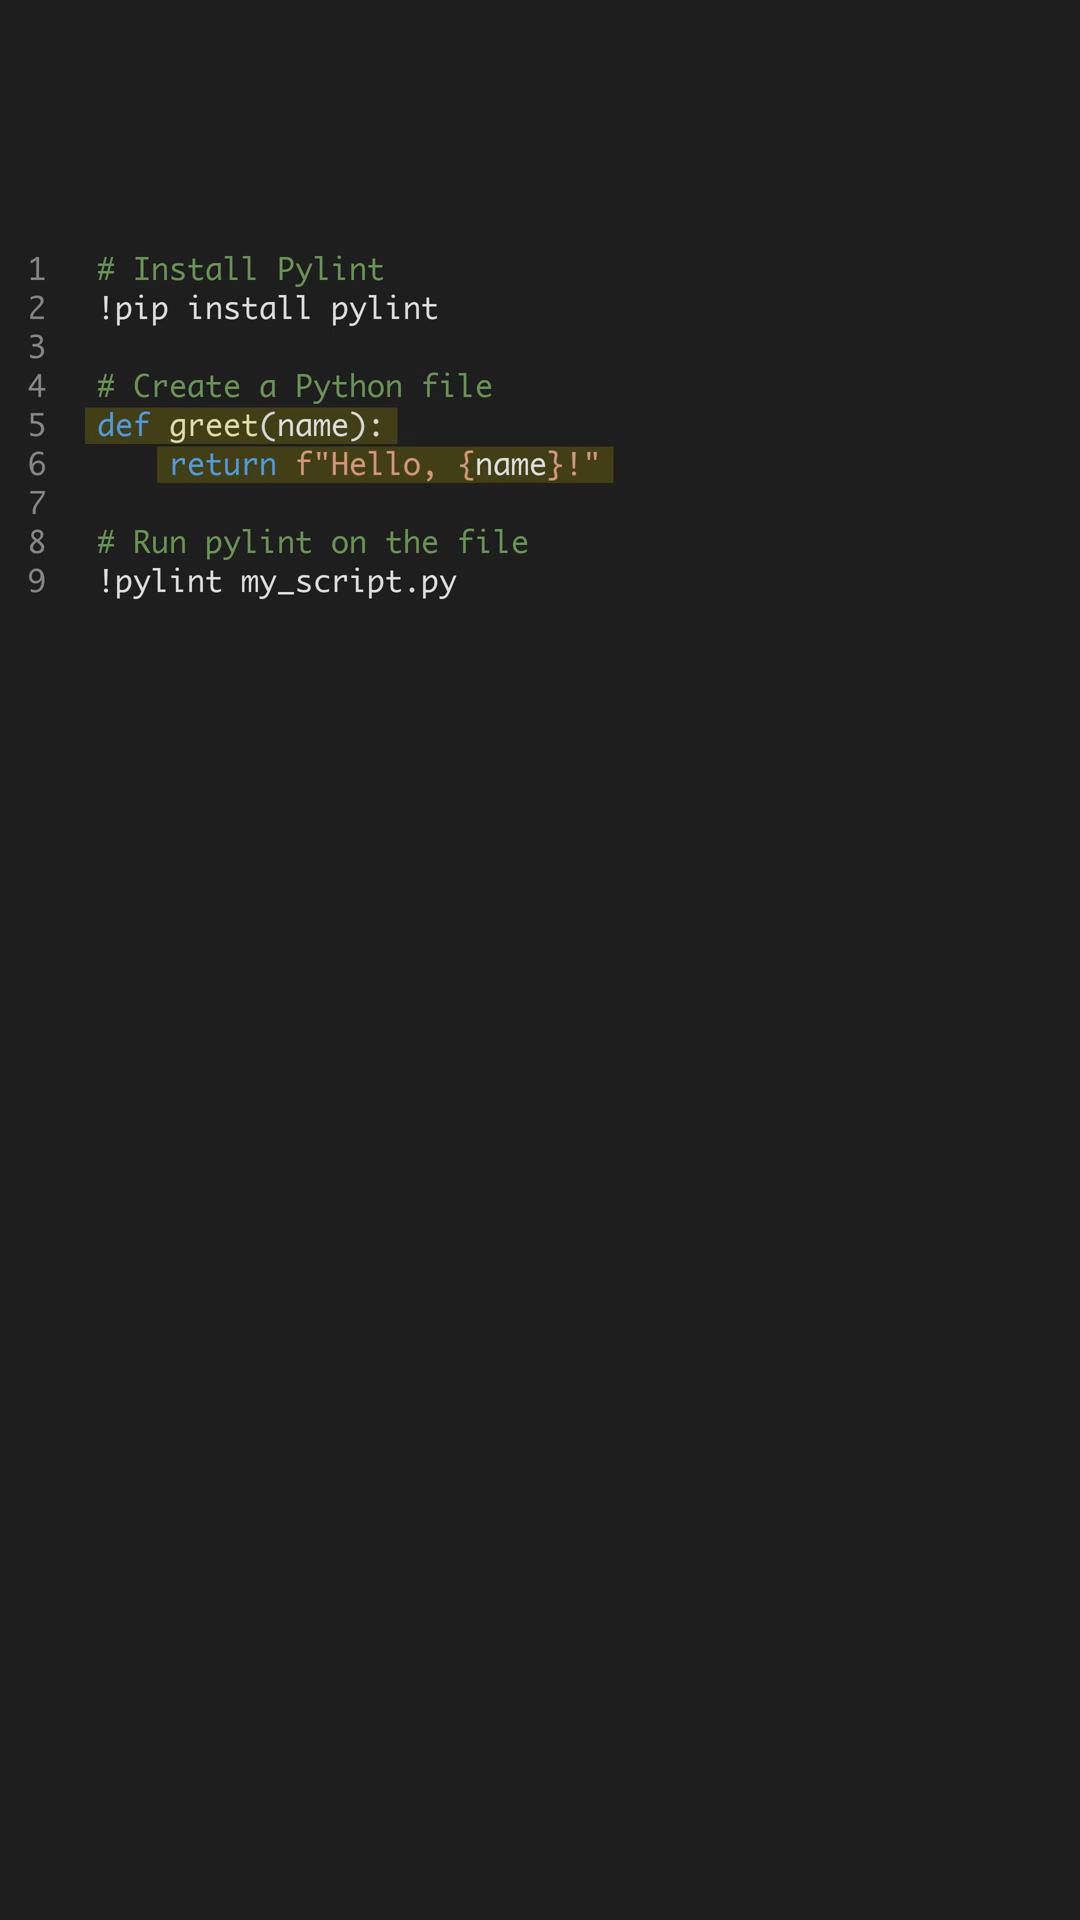 1 # Install Pylint
2 !pip install pylint
3
4 # Create a Python file
5 def greet(name):
6     return f"Hello, {name}!"
7
8 # Run pylint on the file
9 !pylint my_script.py